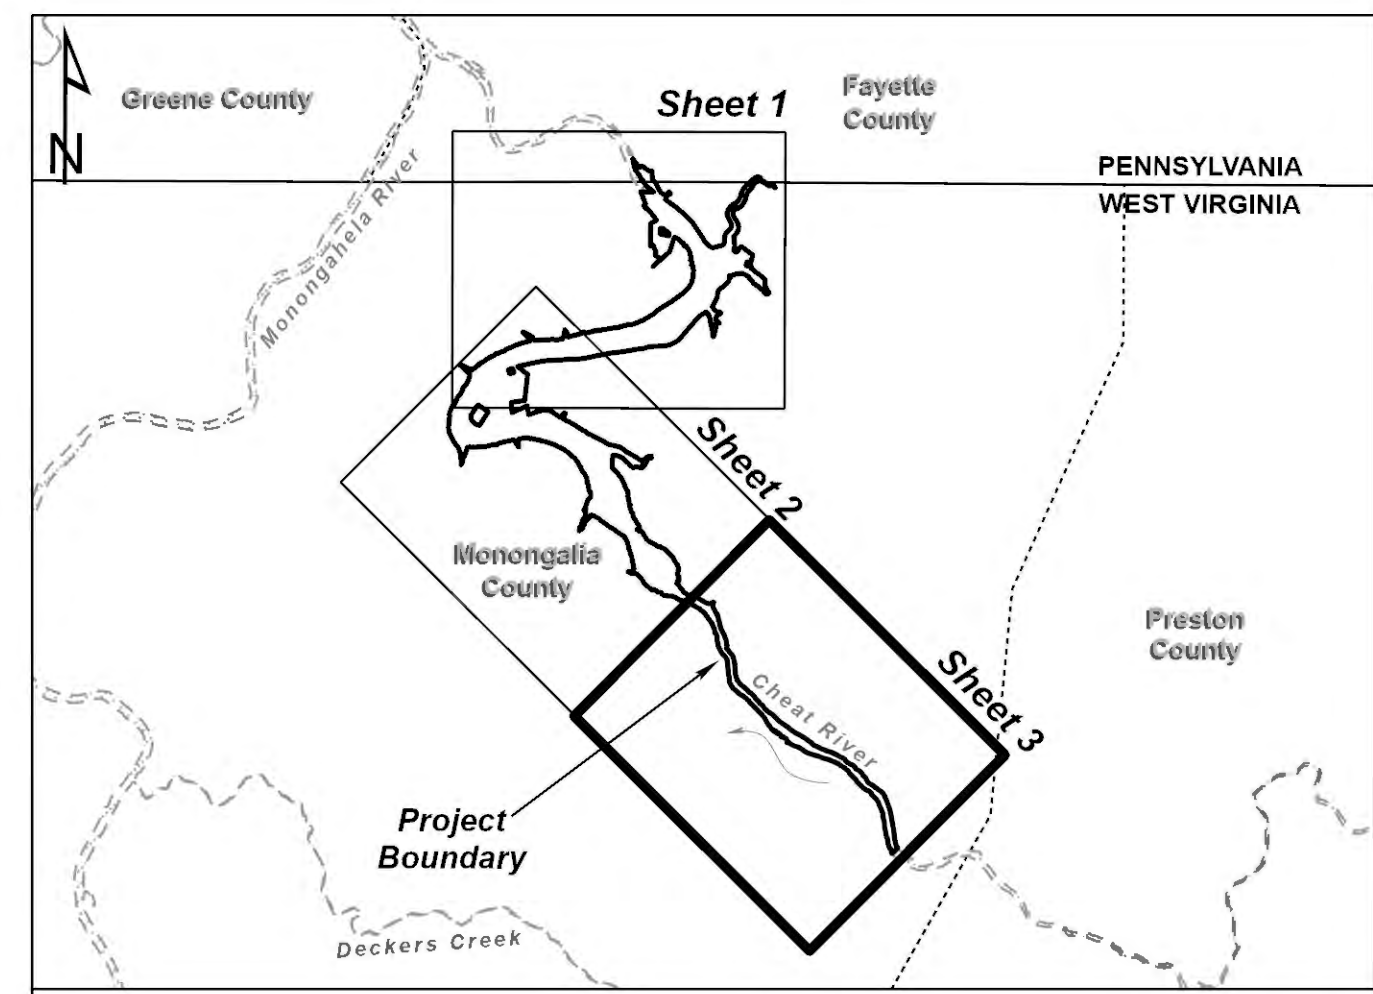 Sheet 1
Fayette
County
Greene County
N
PENNSYLVANIA
WEST VIRGINIA
Monongahela River
Sheet 2
Monongalia
County
Preston
County
Sheet 3
Cheat River
Project
Boundary
Deckers Creek